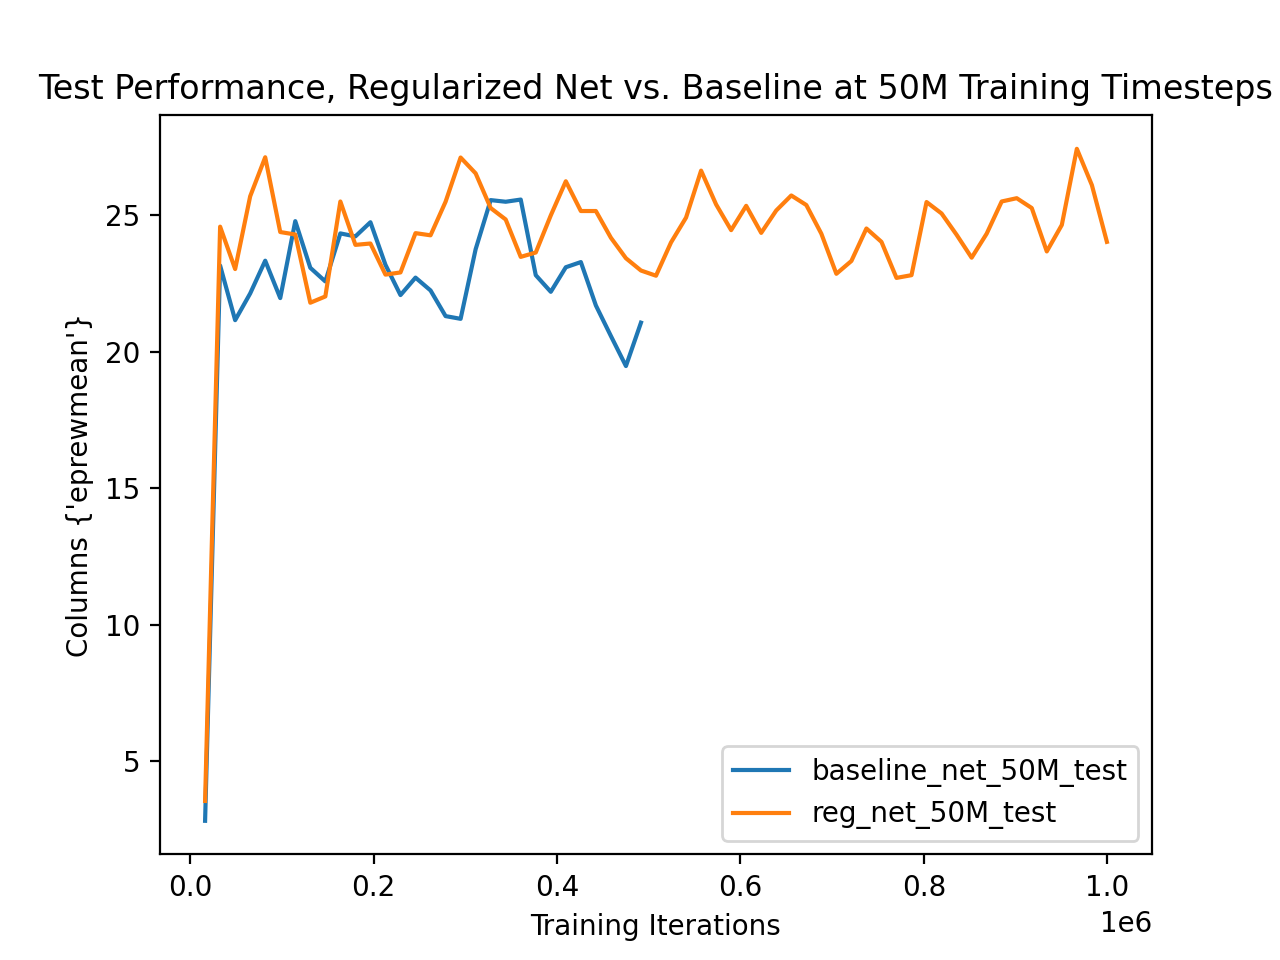 Test Performance, Regularized Net vs. Baseline at 50M Training Timesteps
Columns {'eprewmean'}
25
20
15
10
5
baseline_net_50M_test
reg_net_50M_test
0.0 0.2 0.4 0.6 0.8 1.0
1e6
Training Iterations